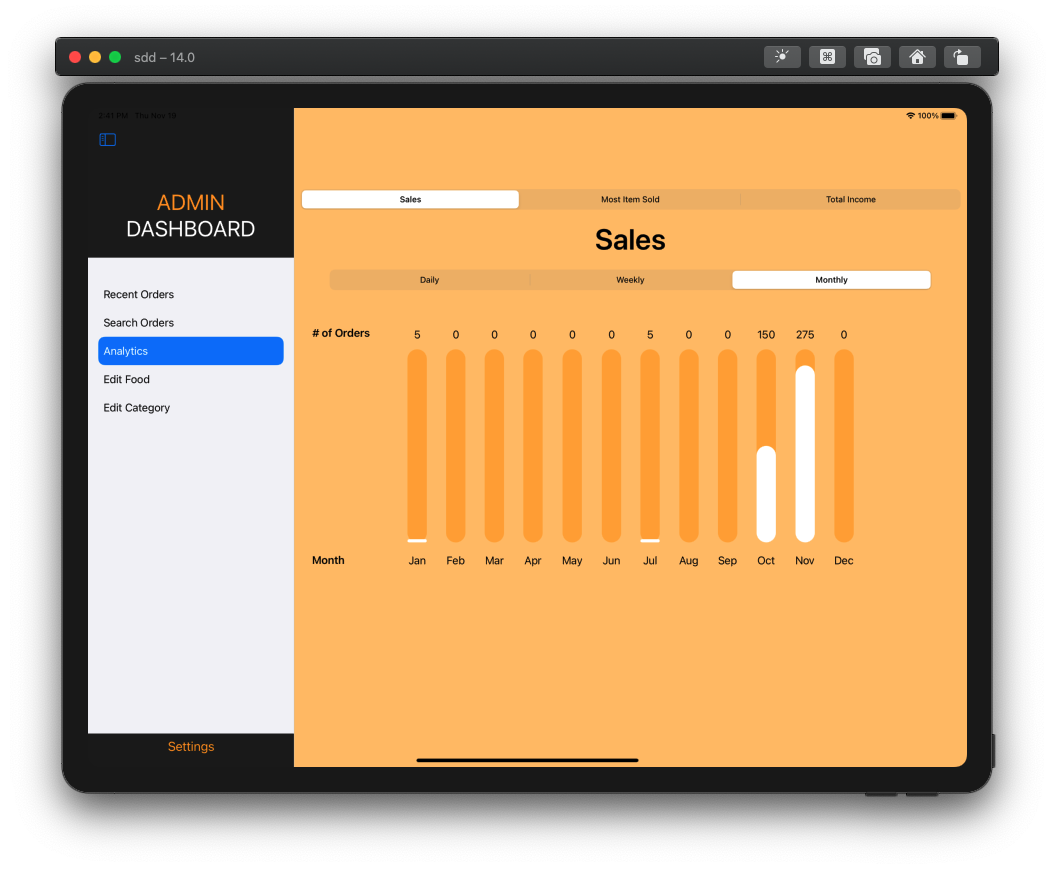 sdd – 14.0
2:41 PM Thu Nov 19
100%
ADMIN
DASHBOARD
Recent Orders
Search Orders
Analytics
Edit Food
Edit Category
Settings
Sales Most Item Sold Total Income
Sales
Daily Weekly Monthly
# of Orders 5 0 0 0 0 0 5 0 0 150 275 0
Month Jan Feb Mar Apr May Jun Jul Aug Sep Oct Nov Dec